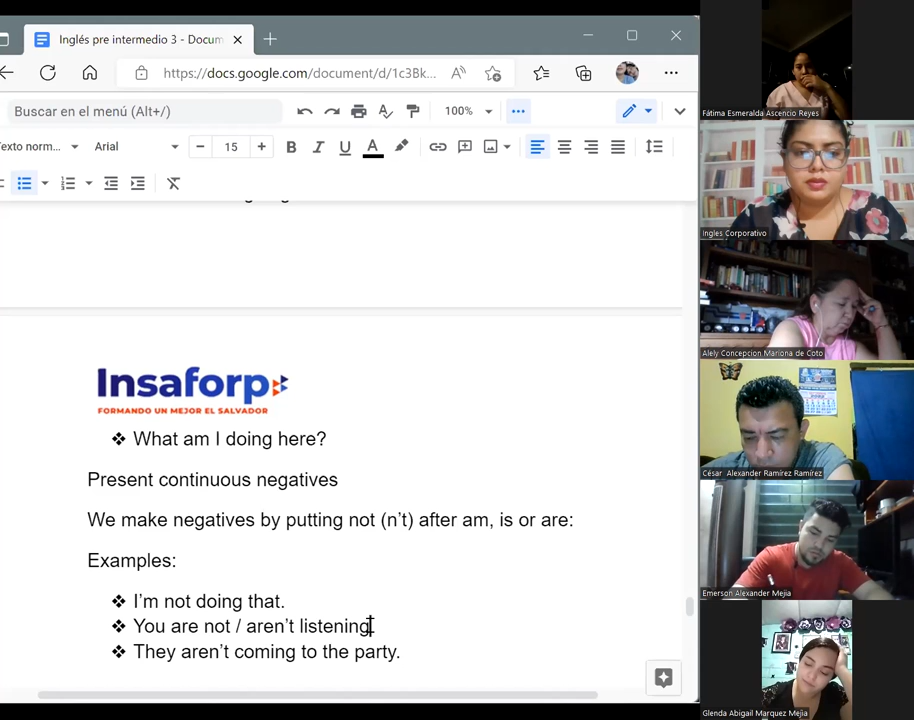 Inglés pre intermedio 3 - Docum
https://docs.google.com/document/d/1c3Bk...
Buscar en el menú (Alt+/)
100%
exto norm...
Arial
15
Insaforp
FORMANDO UN MEJOR EL SALVADOR
❖ What am I doing here?
Present continuous negatives
We make negatives by putting not (n't) after am, is or are:
Examples:
❖ I'm not doing that.
❖ You are not / aren't listening
❖ They aren't coming to the party.
Fátima Esmeralda Ascencio Reyes
Ingles Corporativo
Alely Concepcion Mariona de Coto
César Alexander Ramírez Ramírez
Emerson Alexander Mejia
Glenda Abigail Marquez Mejia